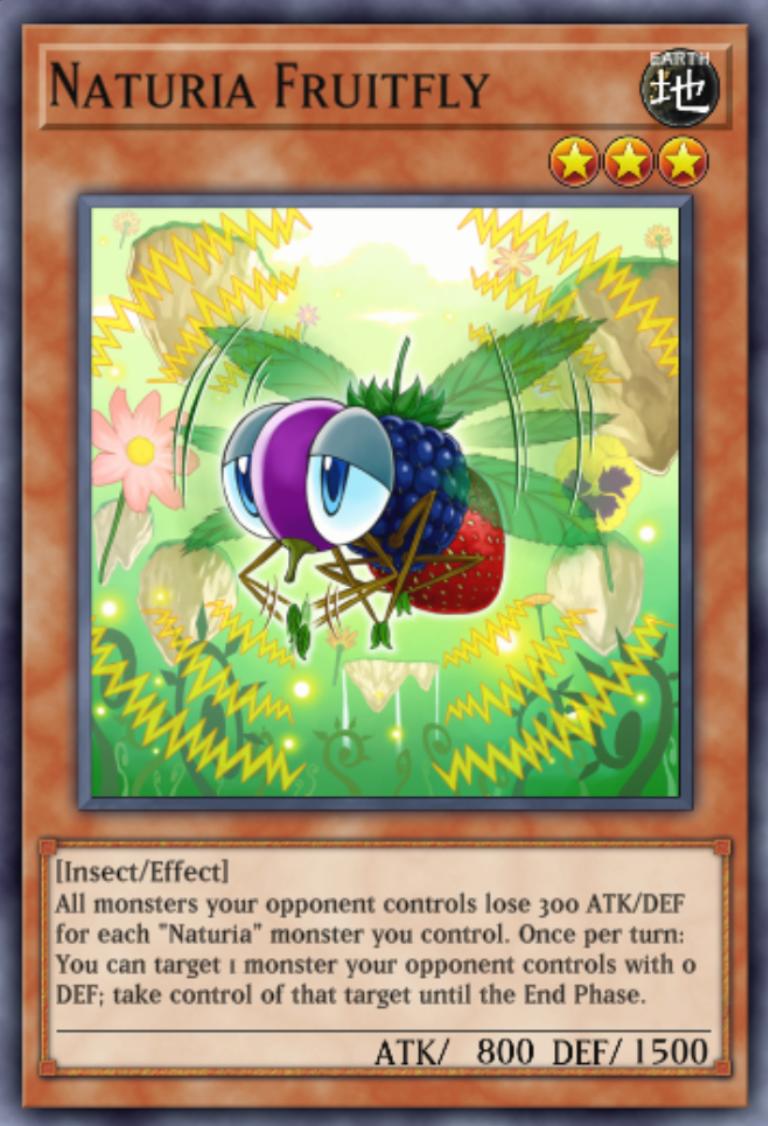 NATURIA FRUITFLY
EARTH
地
[Insect/Effect]
All monsters your opponent controls lose 300 ATK/DEF
for each "Naturia" monster you control. Once per turn:
You can target 1 monster your opponent controls with 0
DEF; take control of that target until the End Phase.
ATK/ 800 DEF/ 1500